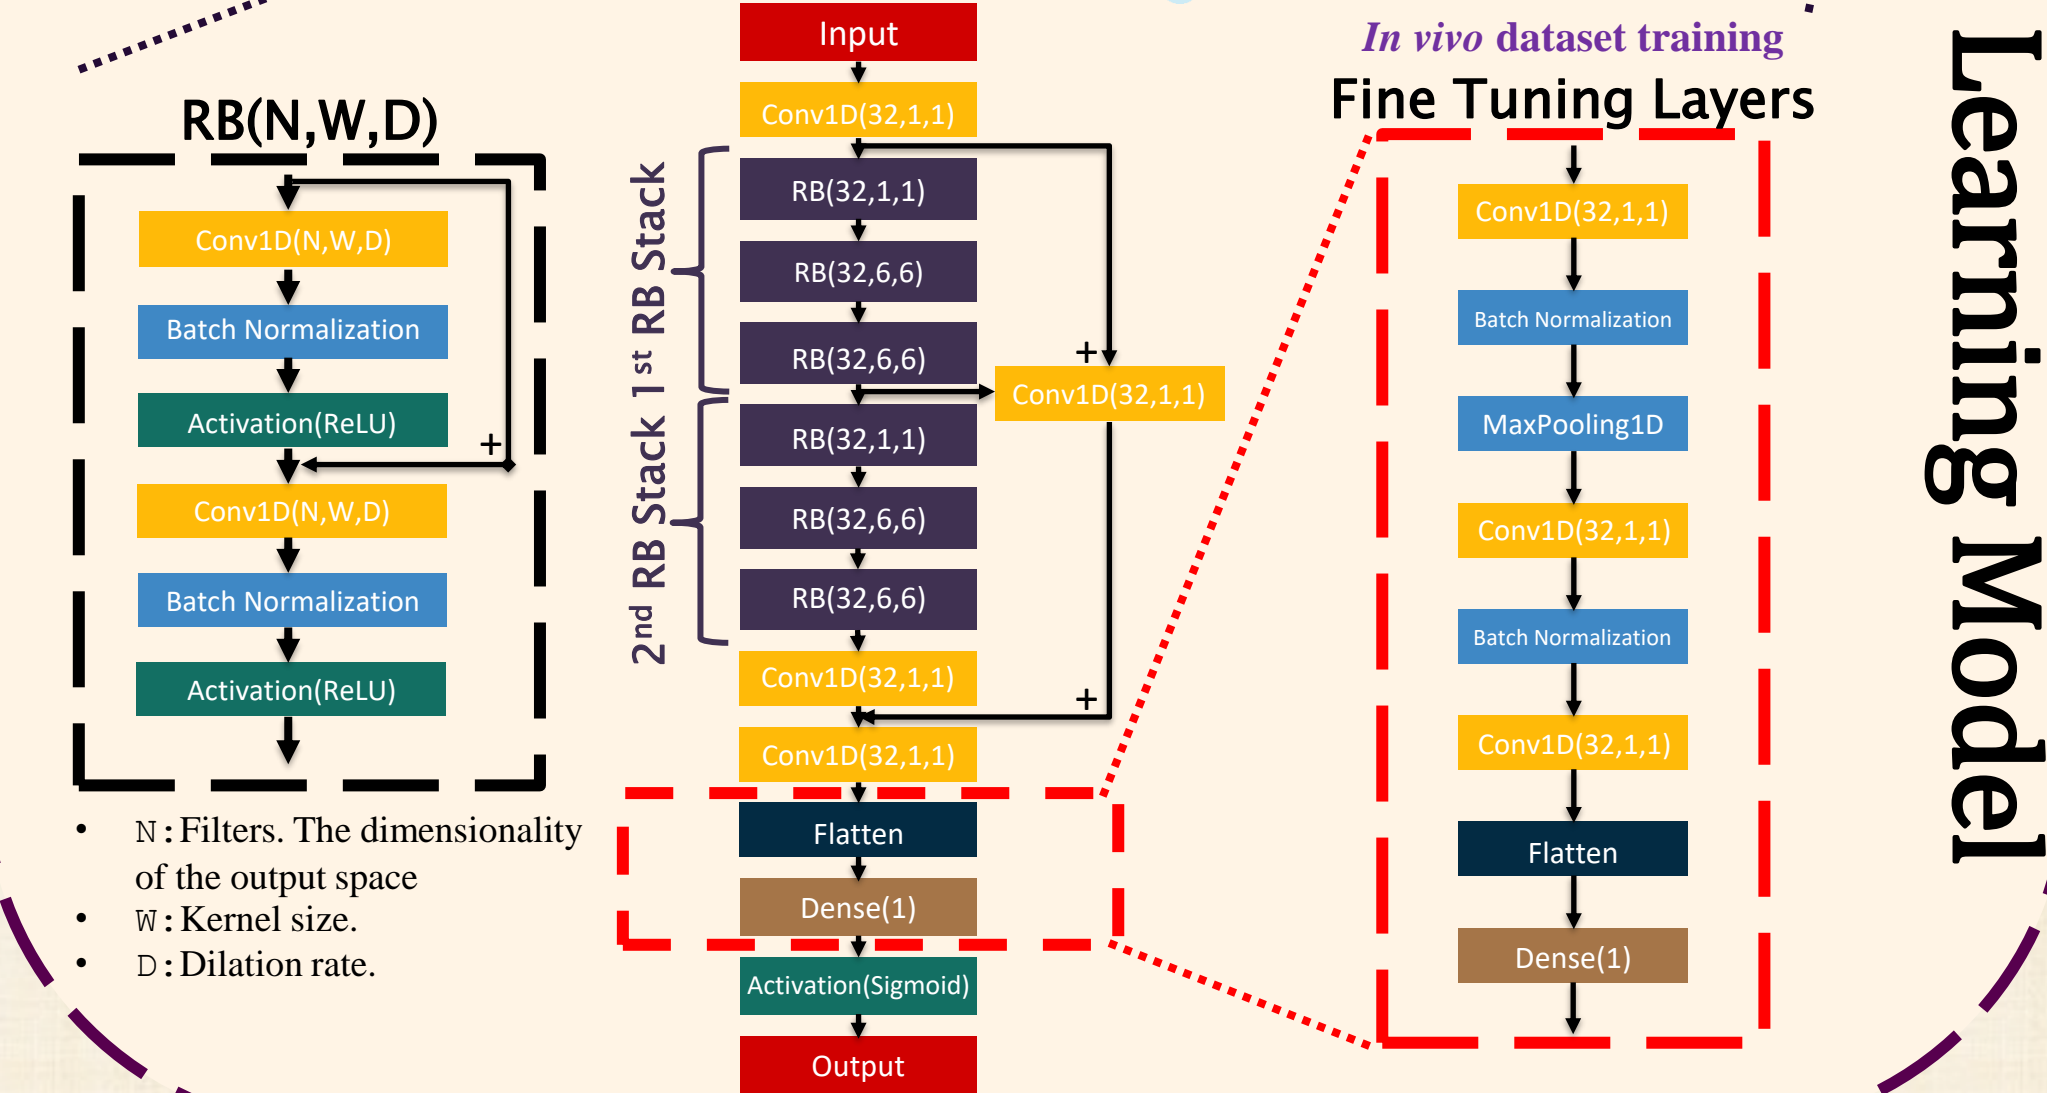 RB(N,W,D)
Conv1D(N,W,D)
Batch Normalization
Activation(ReLU)
+
Conv1D(N,W,D)
Batch Normalization
Activation(ReLU)
• N:Filters. The dimensionality
of the output space
• W:Kernel size.
• D:Dilation rate.
1st RB Stack
2nd RB Stack
Input
Conv1D(32,1,1)
RB(32,1,1)
RB(32,6,6)
RB(32,6,6)
+
Conv1D(32,1,1)
RB(32,1,1)
RB(32,6,6)
RB(32,6,6)
Conv1D(32,1,1)
+
Conv1D(32,1,1)
Flatten
Dense(1)
Activation(Sigmoid)
Output
In vivo dataset training
Fine Tuning Layers
Conv1D(32,1,1)
Batch Normalization
MaxPooling1D
Conv1D(32,1,1)
Batch Normalization
Conv1D(32,1,1)
Flatten
Dense(1)
Learning Model